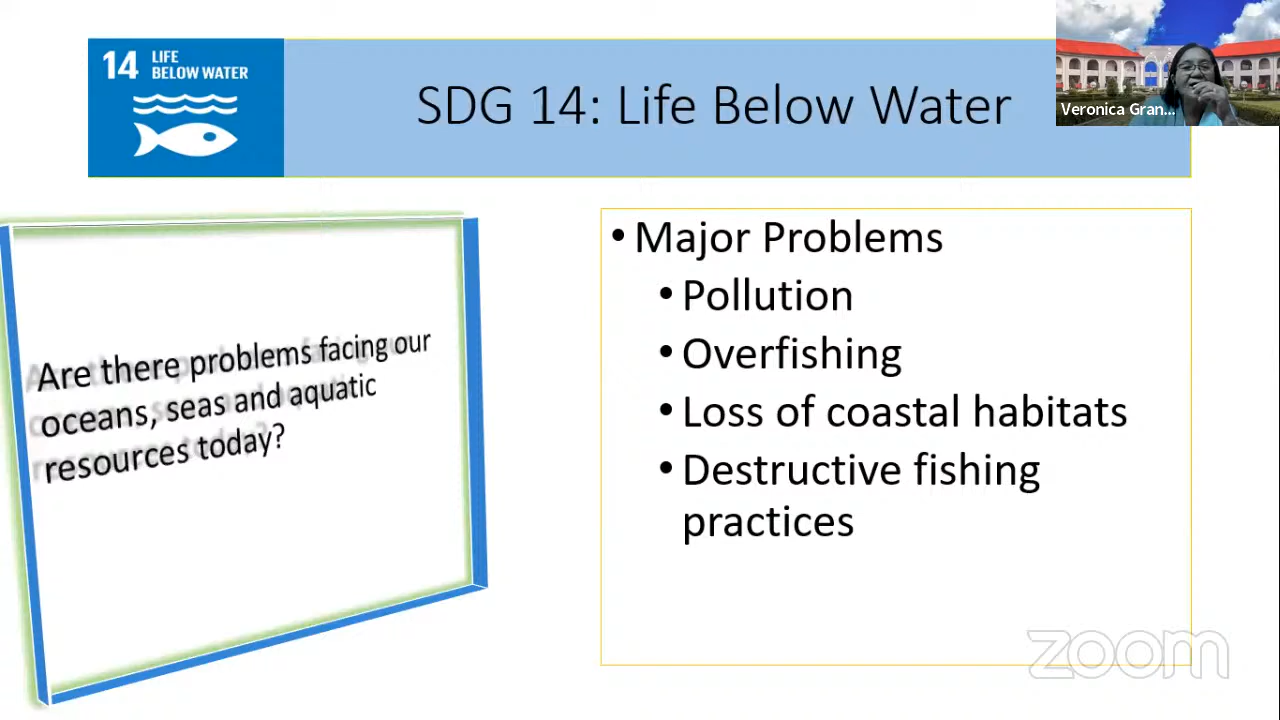 14 LIFE
BELOW WATER
SDG 14: Life Below Water
Veronica Gran...
Are there problems facing our
oceans, seas and aquatic
resources today?
• Major Problems
• Pollution
• Overfishing
• Loss of coastal habitats
• Destructive fishing
practices
zoom